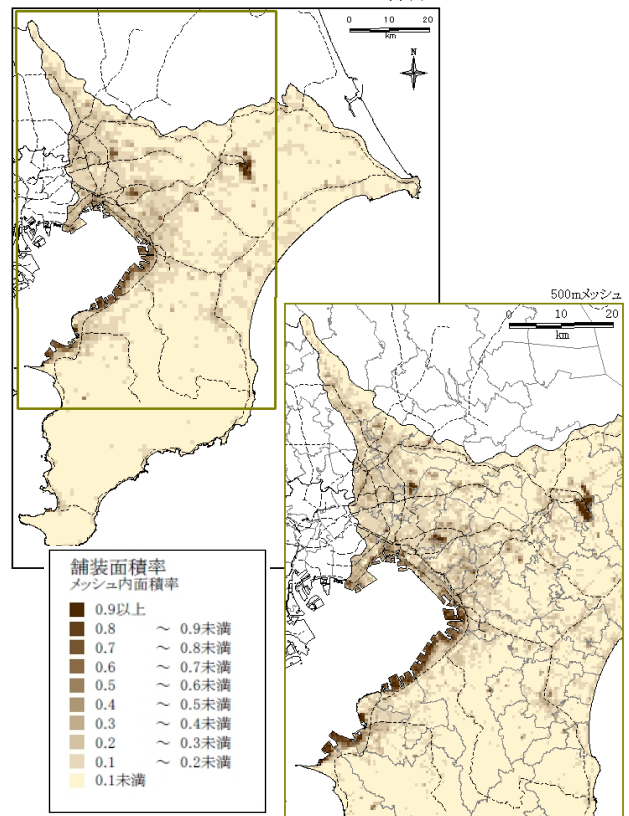 0 10 20
km
N
500mメッシュ
0 10 20
km
舗装面積率
メッシュ内面積率
0.9以上
0.8 ～ 0.9未満
0.7 ～ 0.8未満
0.6 ～ 0.7未満
0.5 ～ 0.6未満
0.4 ～ 0.5未満
0.3 ～ 0.4未満
0.2 ～ 0.3未満
0.1 ～ 0.2未満
0.1未満